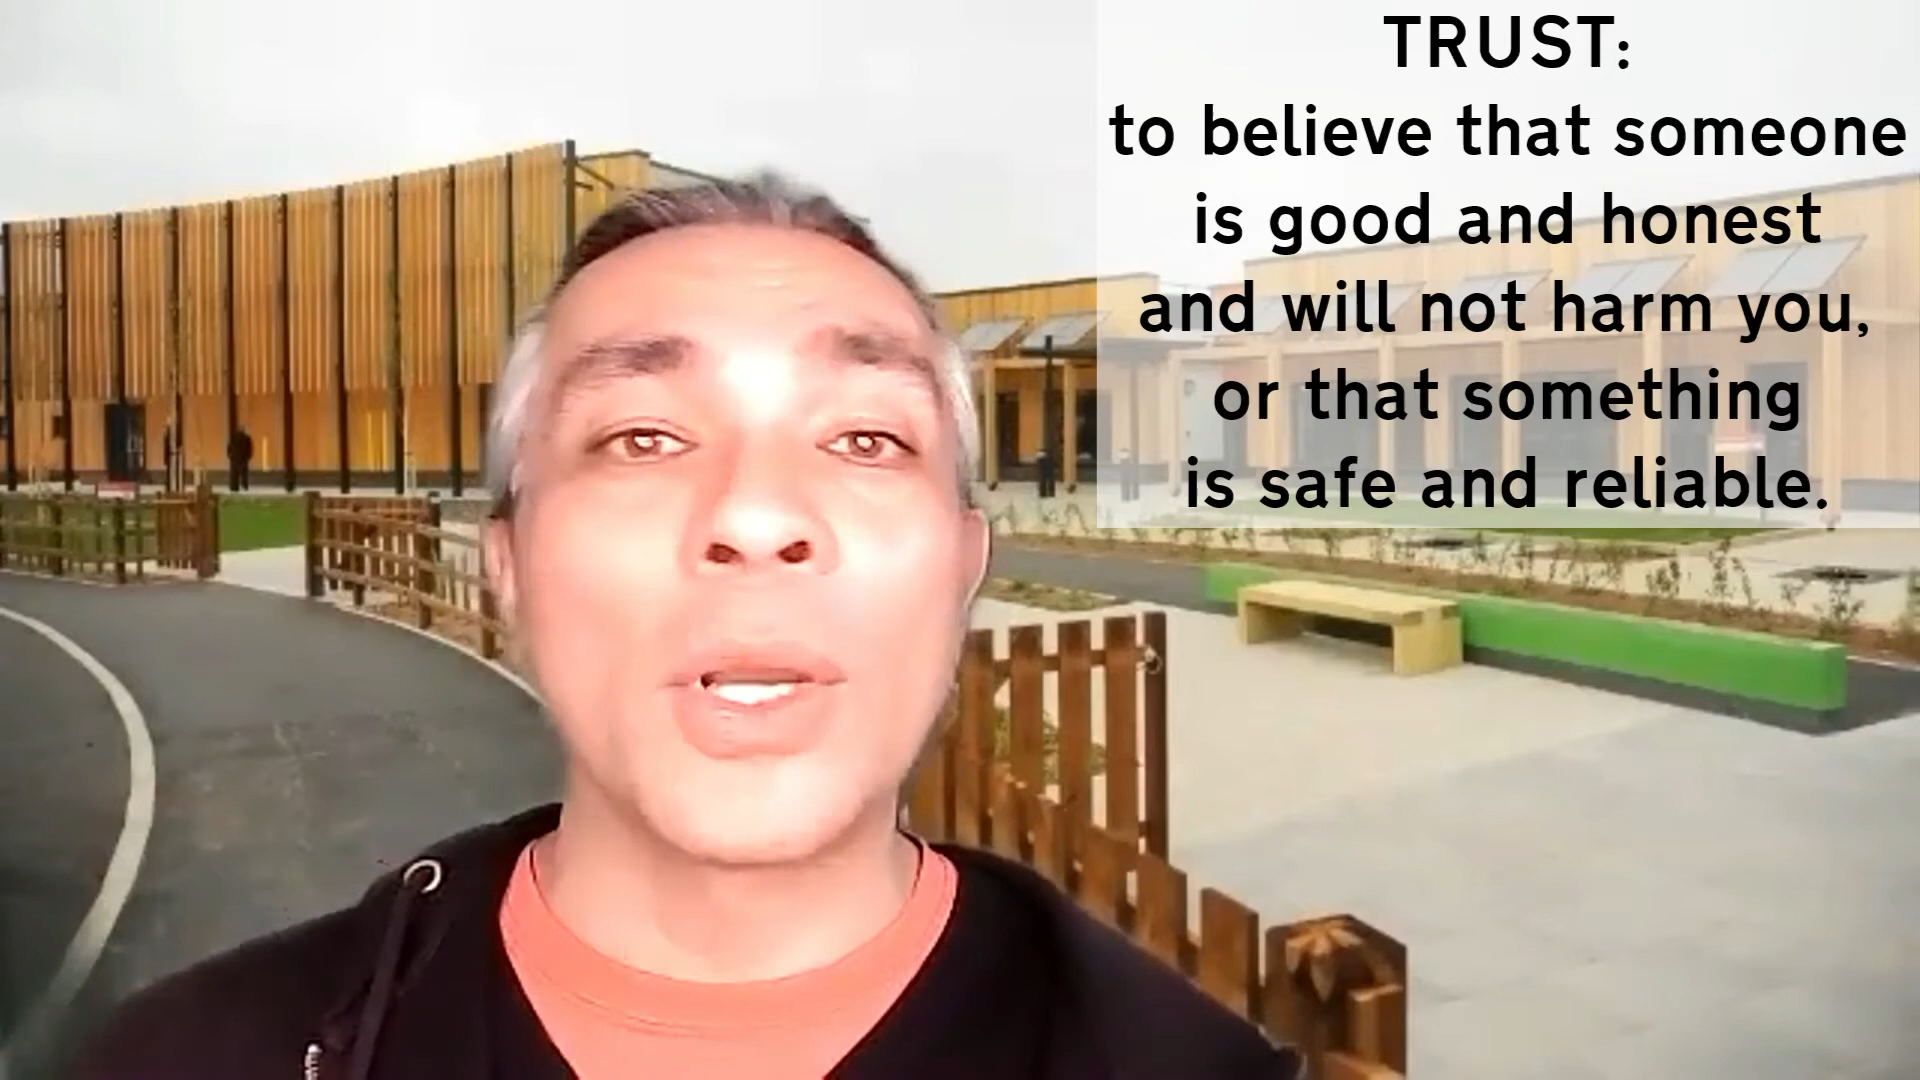 TRUST:
to believe that someone
is good and honest
and will not harm you,
or that something
is safe and reliable.